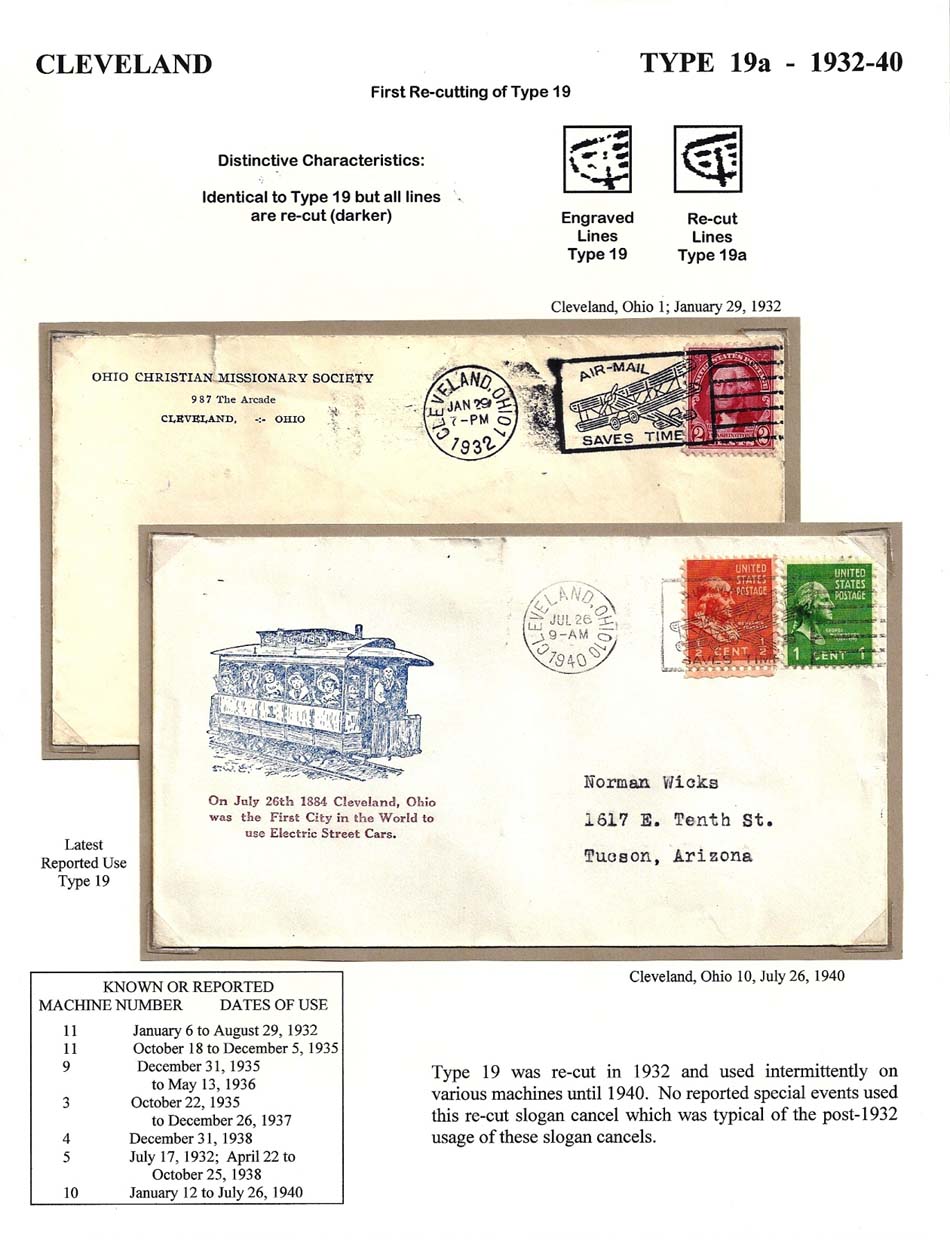 CLEVELAND
TYPE 19a - 1932-40
First Re-cutting of Type 19
Distinctive Characteristics:
Identical to Type 19 but all lines
are re-cut (darker)
Engraved
Lines
Type 19
Re-cut
Lines
Type 19a
Cleveland, Ohio 1; January 29, 1932
OHIO CHRISTIAN MISSIONARY SOCIETY
987 The Arcade
CLEVELAND, -:- OHIO
CLEVELAND, OHIO 1
JAN 29
7-PM
1932
AIR-MAIL
SAVES TIME
UNITED STATES POSTAGE
2 WASHINGTON 2
CLEVELAND, OHIO 10
JUL 26
9-AM
1940
SAVES TIME
UNITED
STATES
POSTAGE
1/2 CENT 1/2
UNITED
STATES
POSTAGE
1 CENT 1
On July 26th 1884 Cleveland, Ohio
was the First City in the World to
use Electric Street Cars.
Norman Wicks
1617 E. Tenth St.
Tucson, Arizona
Latest
Reported Use
Type 19
Cleveland, Ohio 10, July 26, 1940
KNOWN OR REPORTED
MACHINE NUMBER DATES OF USE
11 January 6 to August 29, 1932
11 October 18 to December 5, 1935
9 December 31, 1935
to May 13, 1936
3 October 22, 1935
to December 26, 1937
4 December 31, 1938
5 July 17, 1932; April 22 to
October 25, 1938
10 January 12 to July 26, 1940
Type 19 was re-cut in 1932 and used intermittently on
various machines until 1940. No reported special events used
this re-cut slogan cancel which was typical of the post-1932
usage of these slogan cancels.